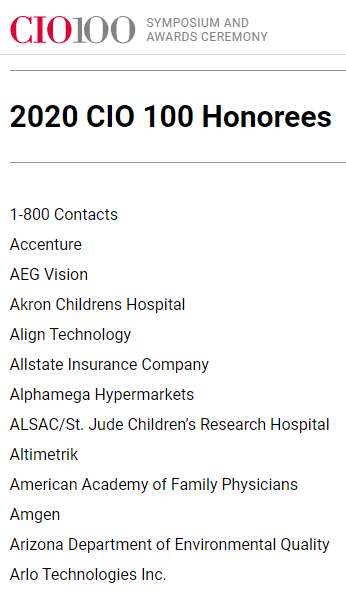 CIO100
SYMPOSIUM AND
AWARDS CEREMONY
2020 CIO 100 Honorees
1-800 Contacts
Accenture
AEG Vision
Akron Childrens Hospital
Align Technology
Allstate Insurance Company
Alphamega Hypermarkets
ALSAC/St. Jude Children’s Research Hospital
Altimetrik
American Academy of Family Physicians
Amgen
Arizona Department of Environmental Quality
Arlo Technologies Inc.